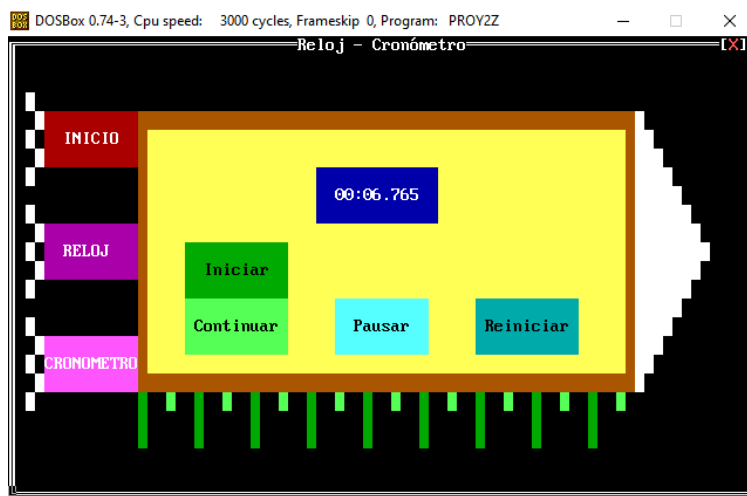 DOSBox 0.74-3, Cpu speed: 3000 cycles, Frameskip 0, Program: PROY2Z
Reloj - Cronómetro
[X]
INICIO
00:06.765
RELOJ
Iniciar
Continuar Pausar Reiniciar
CRONOMETRO